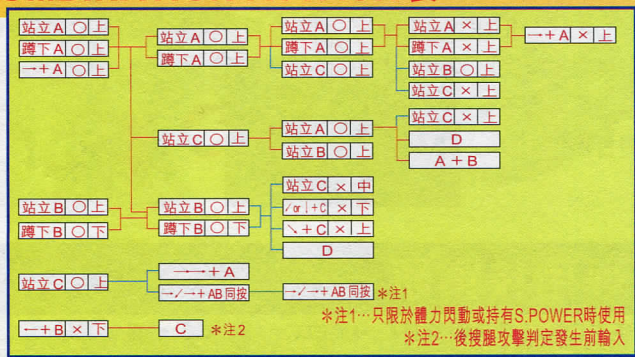 站立A ○ 上 站立A ○ 上 站立A × 上
站立A ○ 上
蹲下A ○ 上 蹲下A ○ 上 蹲下A × 上 →+A × 上
蹲下A ○ 上
→+A ○ 上 站立C ○ 上 站立B ○ 上
站立C × 上
站立C ○ 上 站立A ○ 上 站立C × 上
站立B ○ 上 D
A+B
站立B ○ 上 站立B ○ 上 站立C × 中
蹲下B ○ 下 蹲下B ○ 下 ↙or↓+C × 下
↘+C × 上
D
站立C ○ 上 →→+A
→↙→+AB同按 →↙→+AB同按 *注1
←+B × 下 C *注2
*注1…只限於體力閃動或持有S.POWER時使用
*注2…後搜腿攻擊判定發生前輸入